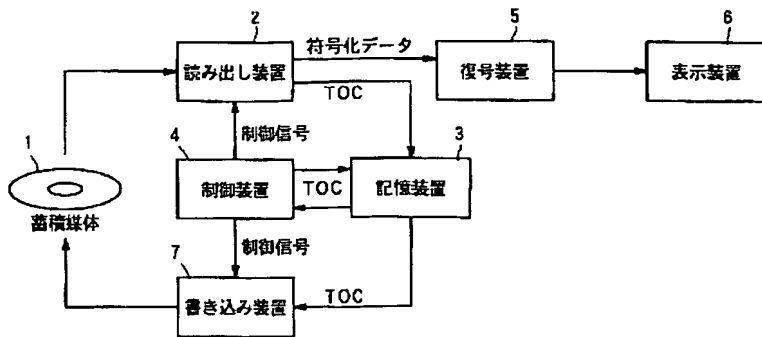 2
符号化データ
5
6
読み出し装置
復号装置
表示装置
TOC
制御信号
4
3
1
制御装置
TOC
記憶装置
蓄積媒体
制御信号
7
書き込み装置
TOC